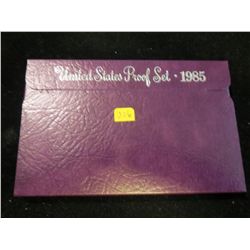 United States Proof Set · 1985